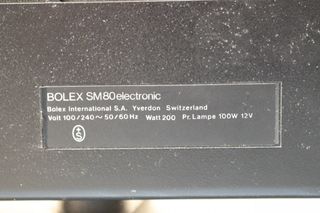 BOLEX SM80electronic
Bolex International S.A. Yverdon Switzerland
Volt 100/240~50/60Hz Watt 200 Pr. Lampe 100W 12V
+S